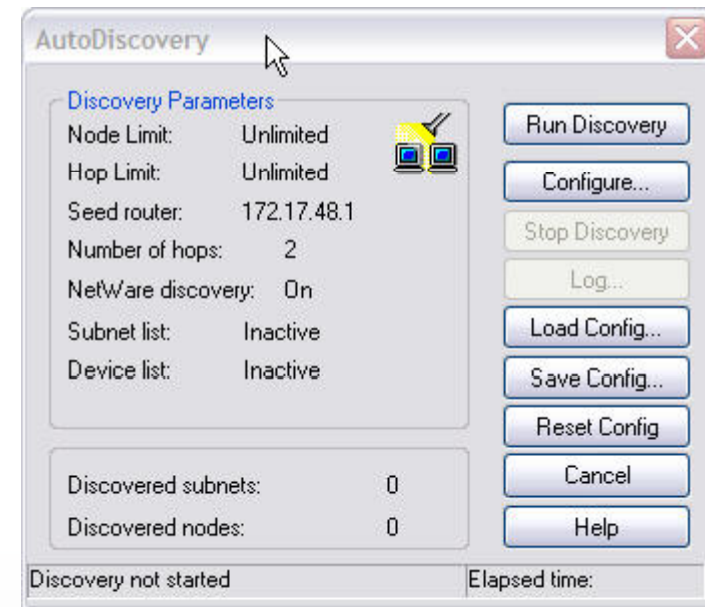 AutoDiscovery
Discovery Parameters
Node Limit: Unlimited
Hop Limit: Unlimited
Seed router: 172.17.48.1
Number of hops: 2
NetWare discovery: On
Subnet list: Inactive
Device list: Inactive
Discovered subnets: 0
Discovered nodes: 0
Run Discovery
Configure...
Stop Discovery
Log...
Load Config...
Save Config...
Reset Config
Cancel
Help
Discovery not started
Elapsed time: